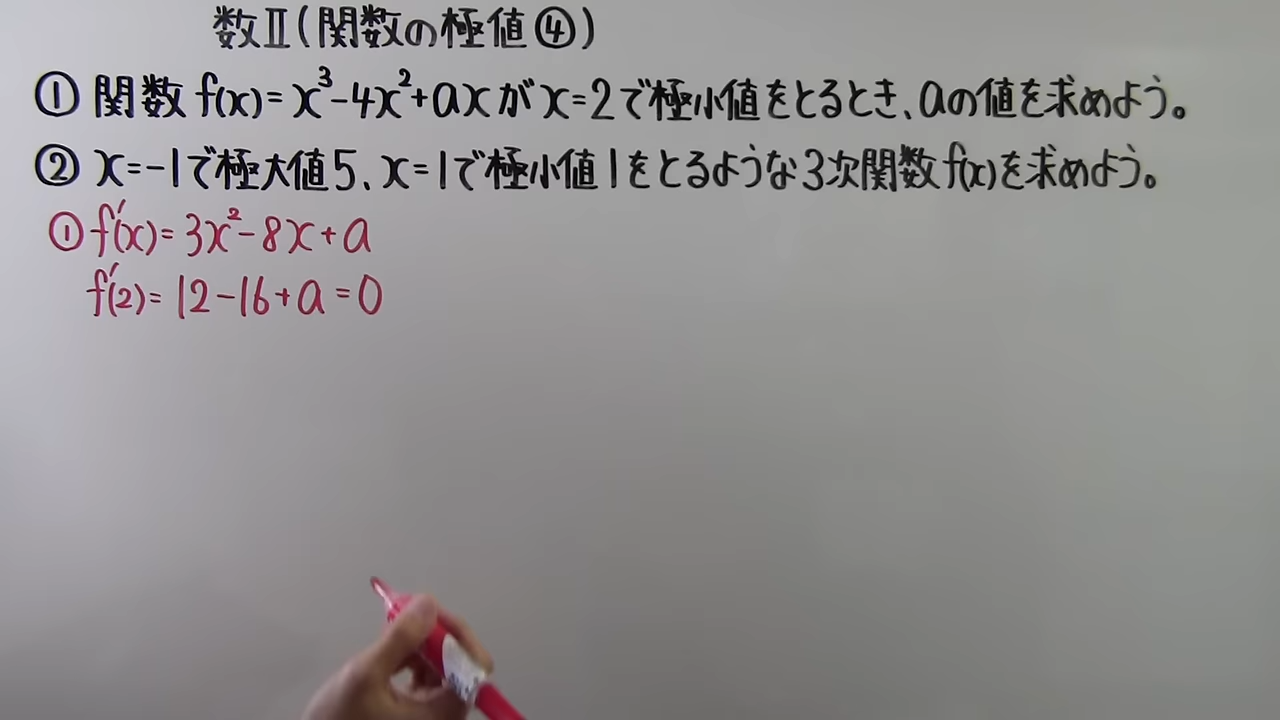 数Ⅱ(関数の極値④)
① 関数 f(x)=x³-4x²+axがx=2で極小値をとるとき、aの値を求めよう。
② x=-1で極大値5、x=1で極小値1をとるような3次関数f(x)を求めよう。
① f'(x)=3x²-8x+a
f'(2)=12-16+a=0